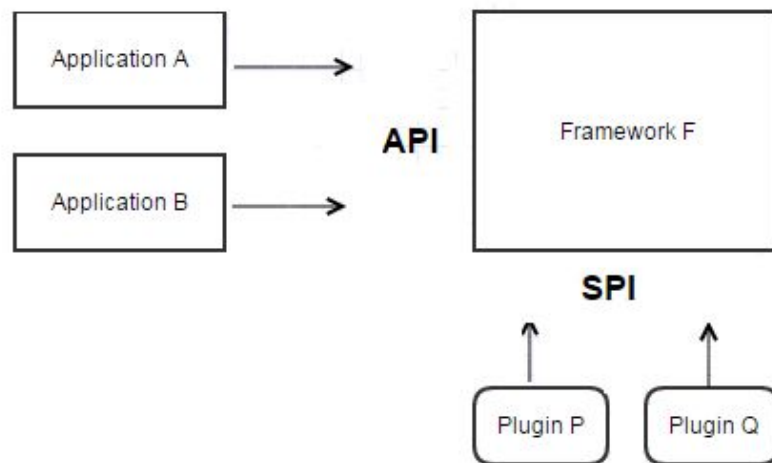 Application A
API
Framework F
Application B
SPI
Plugin P
Plugin Q